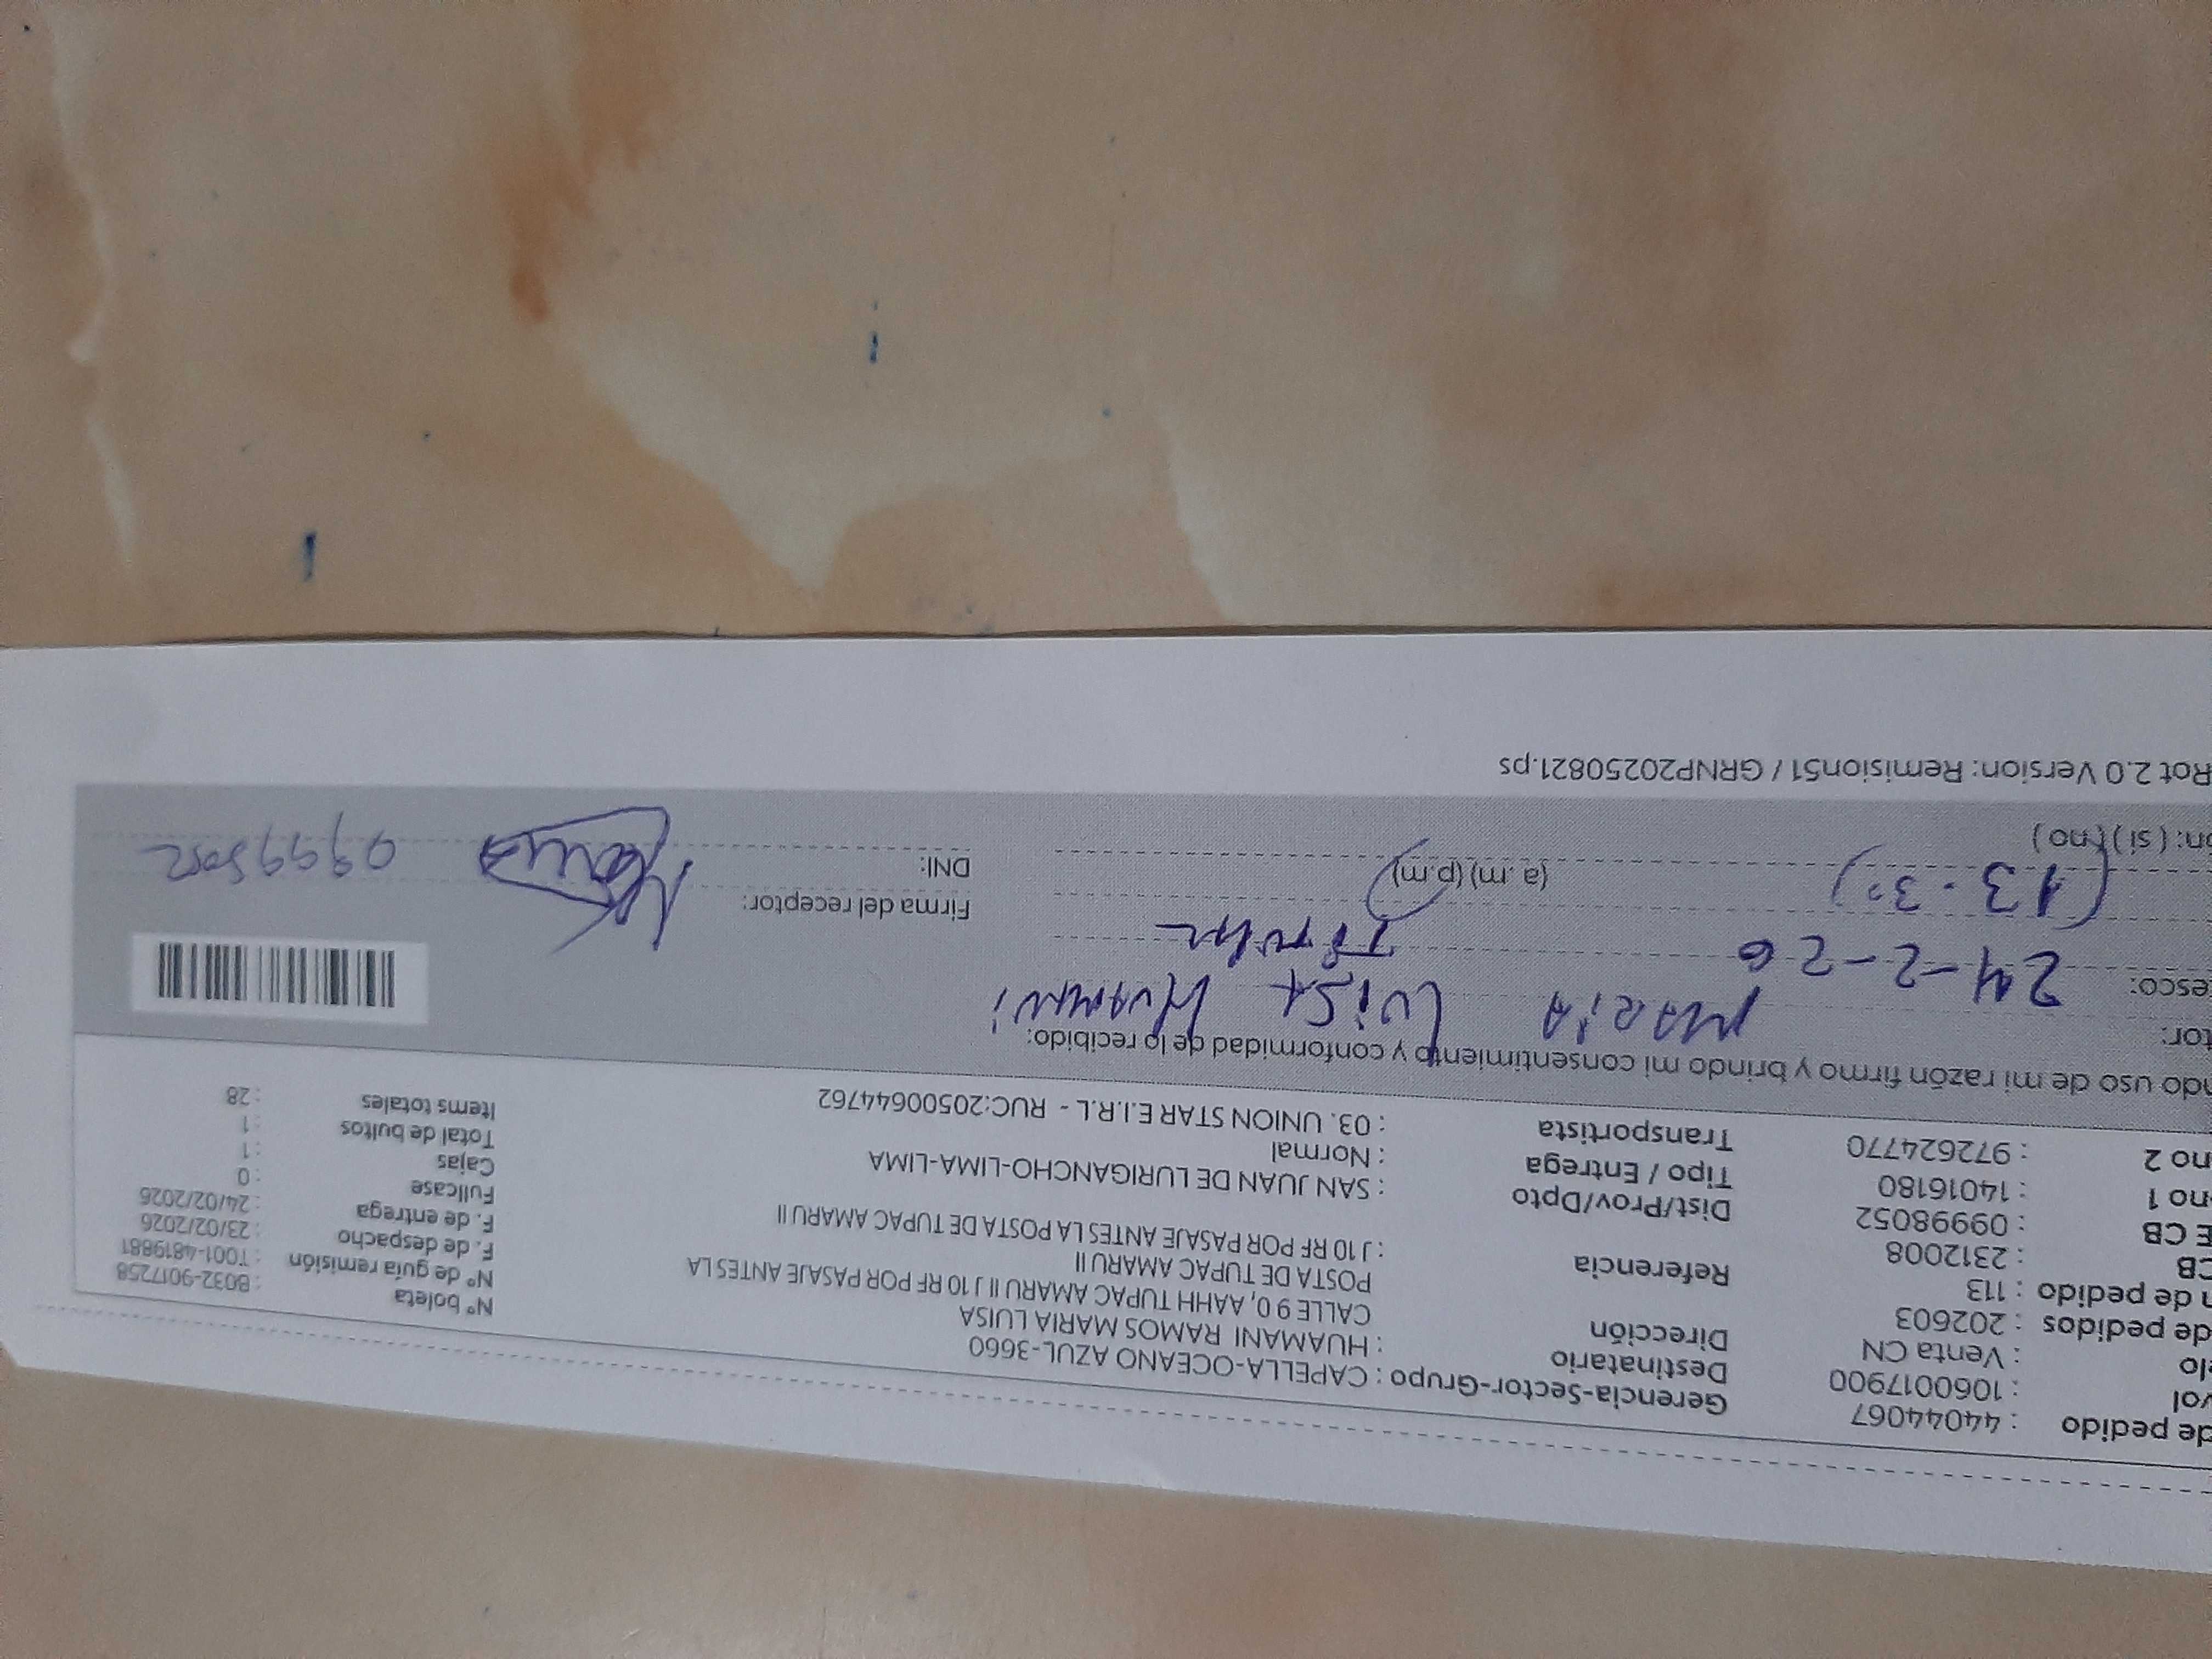 de pedido : 44044067 Gerencia-Sector-Grupo : CAPELLA-OCEANO AZUL-3660
vol : 1060017900 Destinatario : HUAMANI RAMOS MARIA LUISA
elo : Venta CN Dirección CALLE 9 0, AAHH TUPAC AMARU II J 10 RF POR PASAJE ANTES LA
POSTA DE TUPAC AMARU II
de pedidos : 202603
n de pedido : 113 Referencia : J 10 RF POR PASAJE ANTES LA POSTA DE TUPAC AMARU II
CB : 2312008
E CB : 09998052 Dist/Prov/Dpto : SAN JUAN DE LURIGANCHO-LIMA-LIMA
no 1 : 14016180 Tipo / Entrega : Normal
no 2 : 972624770 Transportista : 03. UNION STAR E.I.R.L - RUC:20500644762
N° boleta : B032-9017258
N° de guía remisión : T001-4819881
F. de despacho : 23/02/2026
F. de entrega : 24/02/2026
Fullcase : 0
Cajas : 1
Total de bultos : 1
Items totales : 28
ndo uso de mi razón firmo y brindo mi consentimiento y conformidad de lo recibido:
tor: MARIA LUISA HUAMANI
esco: 24-2-26 Titular
(13.30) (a. m) (p.m)
ón: ( si ) ( no )
Firma del receptor:
DNI:
Rot 2.0 Version: Remision51 / GRNP20250821.ps